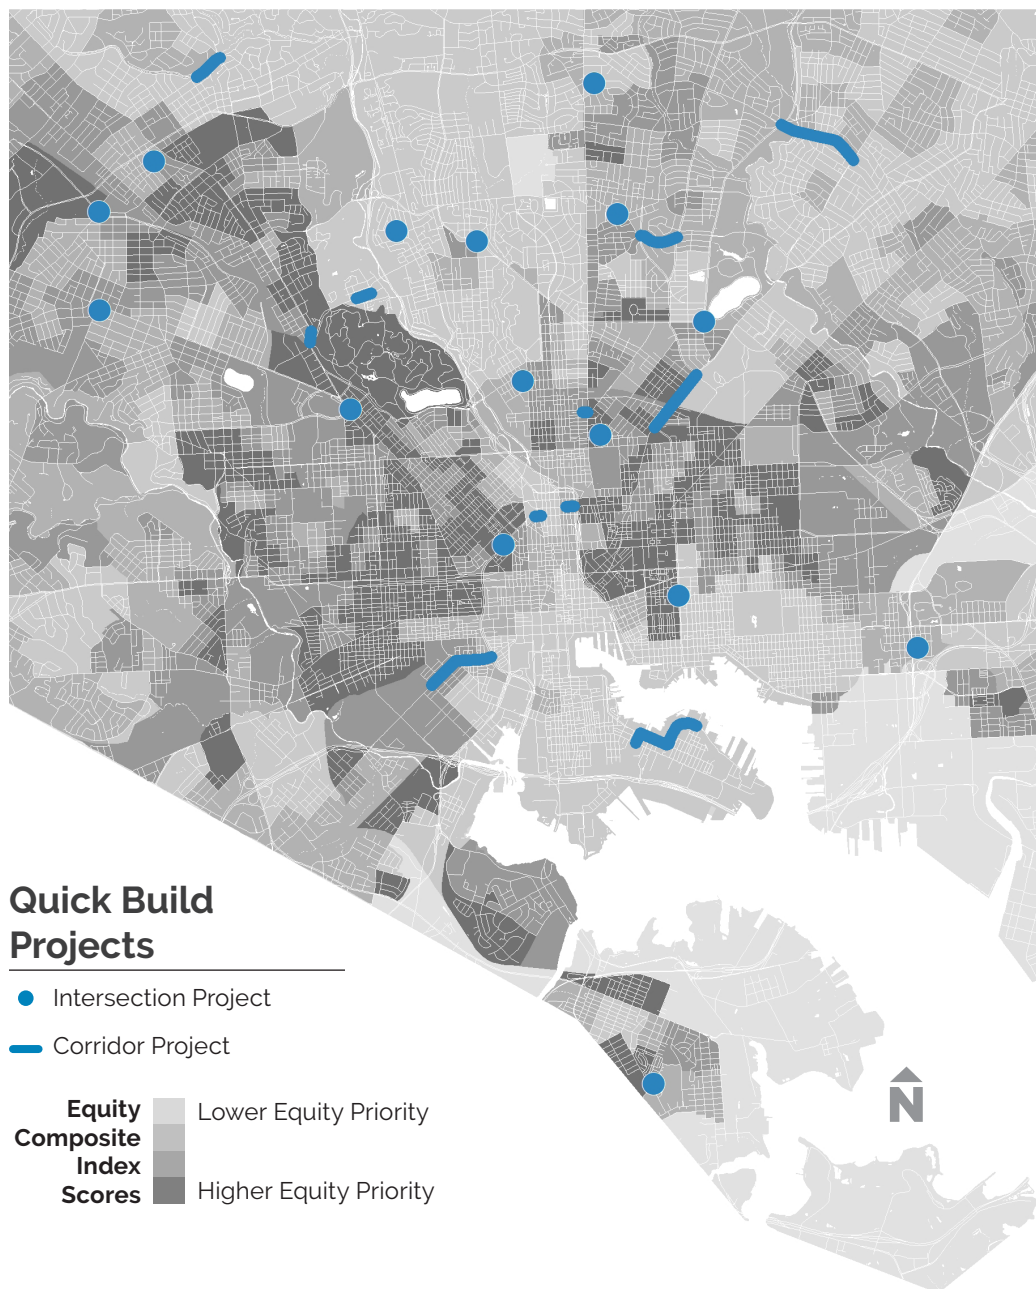 Quick Build
Projects
Intersection Project
Corridor Project
Equity
Composite
Index
Scores
Lower Equity Priority
Higher Equity Priority
N